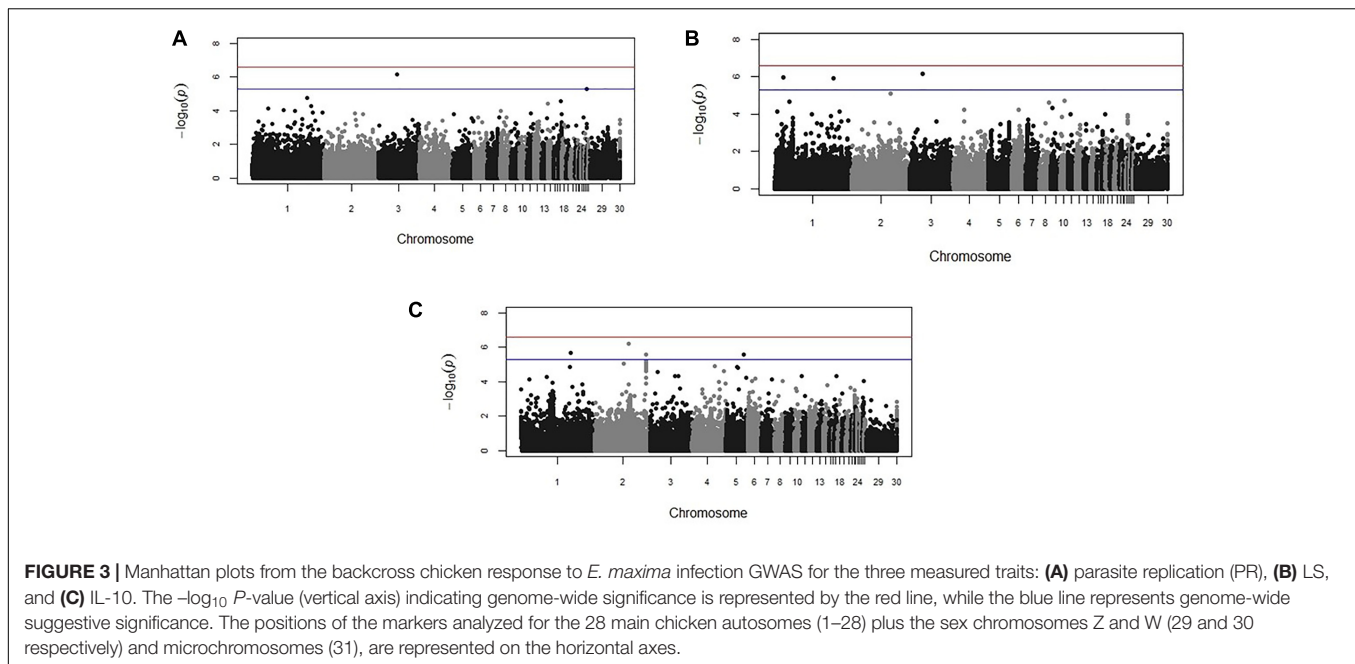 A
8
6
4
2
0
−log10(p)
1 2 3 4 5 6 7 8 10 13 18 24 29 30
Chromosome
B
8
6
4
2
0
−log10(p)
1 2 3 4 5 6 7 8 10 13 18 24 29 30
Chromosome
C
8
6
4
2
0
−log10(p)
1 2 3 4 5 6 7 8 10 13 18 24 29 30
Chromosome
FIGURE 3 | Manhattan plots from the backcross chicken response to E. maxima infection GWAS for the three measured traits: (A) parasite replication (PR), (B) LS,
and (C) IL-10. The –log10 P-value (vertical axis) indicating genome-wide significance is represented by the red line, while the blue line represents genome-wide
suggestive significance. The positions of the markers analyzed for the 28 main chicken autosomes (1–28) plus the sex chromosomes Z and W (29 and 30
respectively) and microchromosomes (31), are represented on the horizontal axes.